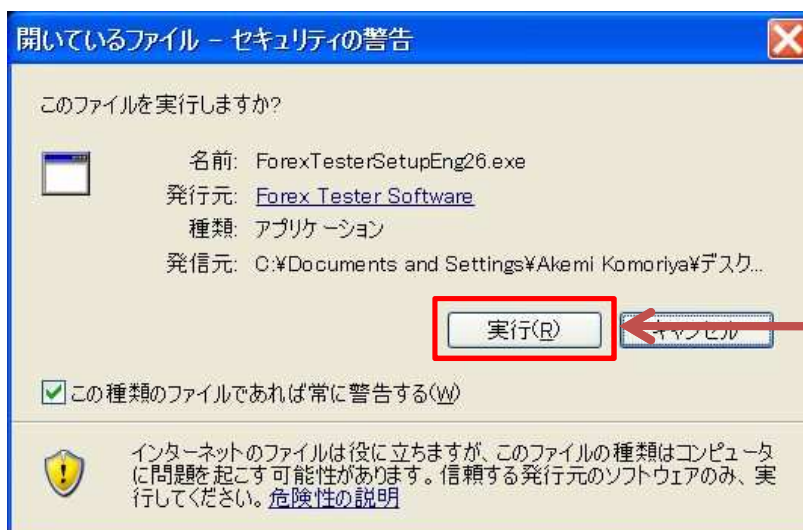 開いているファイル - セキュリティの警告
このファイルを実行しますか?
名前: ForexTesterSetupEng26.exe
発行元: Forex Tester Software
種類: アプリケーション
発信元: C:¥Documents and Settings¥Akemi Komoriya¥デスク...
実行(R) キャンセル
この種類のファイルであれば常に警告する(W)
インターネットのファイルは役に立ちますが、このファイルの種類はコンピュータ
に問題を起こす可能性があります。信頼する発行元のソフトウェアのみ、実
行してください。危険性の説明